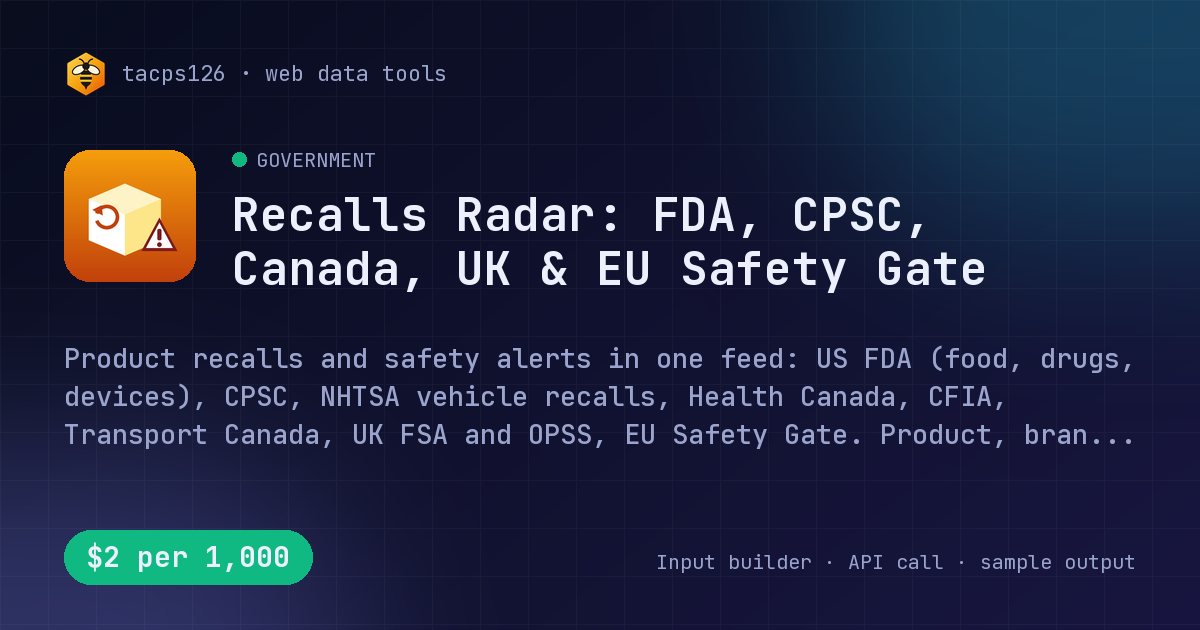 tacps126 · web data tools
GOVERNMENT
Recalls Radar: FDA, CPSC,
Canada, UK & EU Safety Gate
Product recalls and safety alerts in one feed: US FDA (food, drugs,
devices), CPSC, NHTSA vehicle recalls, Health Canada, CFIA,
Transport Canada, UK FSA and OPSS, EU Safety Gate. Product, bran...
$2 per 1,000
Input builder · API call · sample output